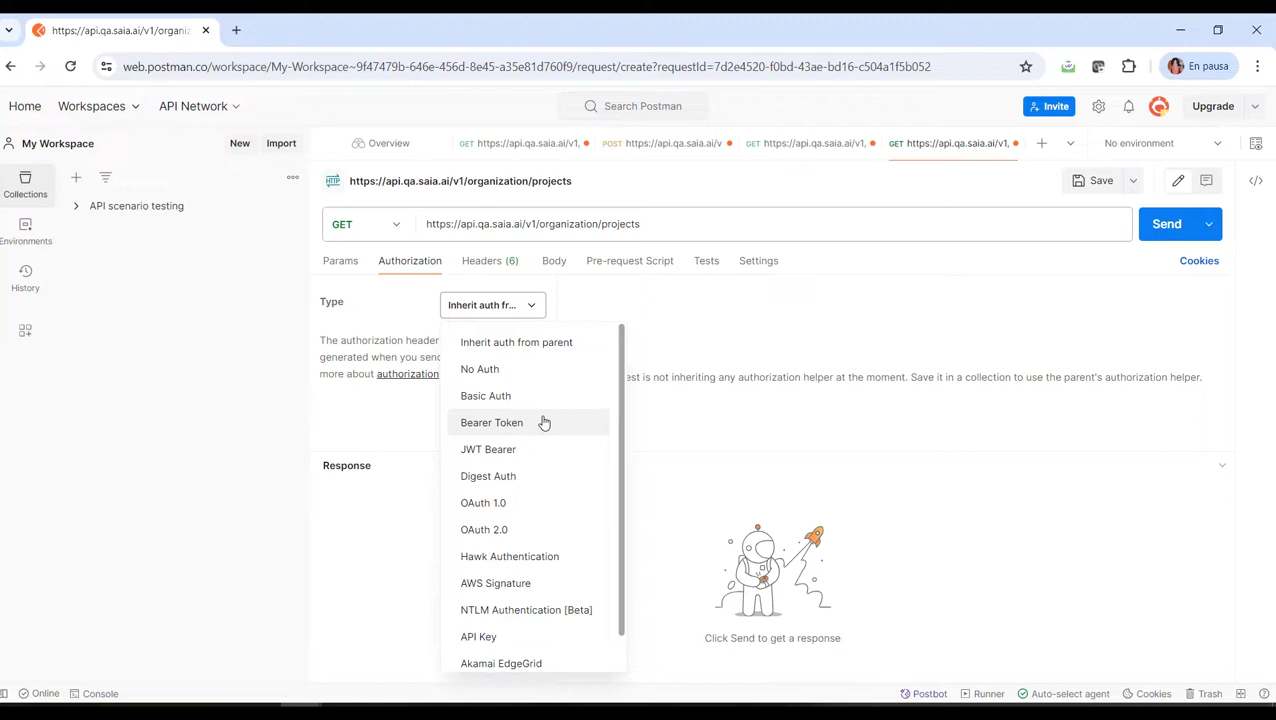 https://api.qa.saia.ai/v1/organiz
web.postman.co/workspace/My-Workspace~9f47479b-646e-456d-8e45-a35e81d760f9/request/create?requestId=7d2e4520-f0bd-43ae-bd16-c504a1f5b052
En pausa
Home
Workspaces
API Network
Search Postman
Invite
Upgrade
My Workspace
New
Import
Overview
GET https://api.qa.saia.ai/v1,
POST https://api.qa.saia.ai/v
GET https://api.qa.saia.ai/v1,
GET https://api.qa.saia.ai/v1,
No environment
Collections
API scenario testing
HTTP https://api.qa.saia.ai/v1/organization/projects
Save
Environments
GET
https://api.qa.saia.ai/v1/organization/projects
Send
Params
Authorization
Headers (6)
Body
Pre-request Script
Tests
Settings
Cookies
History
Type
Inherit auth fr...
The authorization header
generated when you send
more about authorization
est is not inheriting any authorization helper at the moment. Save it in a collection to use the parent's authorization helper.
Inherit auth from parent
No Auth
Basic Auth
Bearer Token
JWT Bearer
Digest Auth
OAuth 1.0
OAuth 2.0
Hawk Authentication
AWS Signature
NTLM Authentication [Beta]
API Key
Akamai EdgeGrid
Response
Click Send to get a response
Online
Console
Postbot
Runner
Auto-select agent
Cookies
Trash